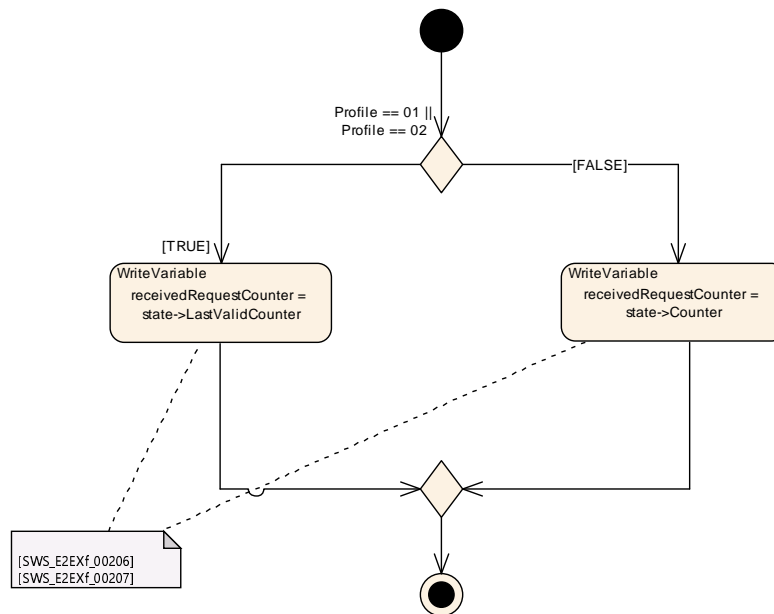 Profile == 01 ||
Profile == 02
[FALSE]
[TRUE]
WriteVariable
receivedRequestCounter =
state->LastValidCounter
WriteVariable
receivedRequestCounter =
state->Counter
[SWS_E2EXf_00206]
[SWS_E2EXf_00207]